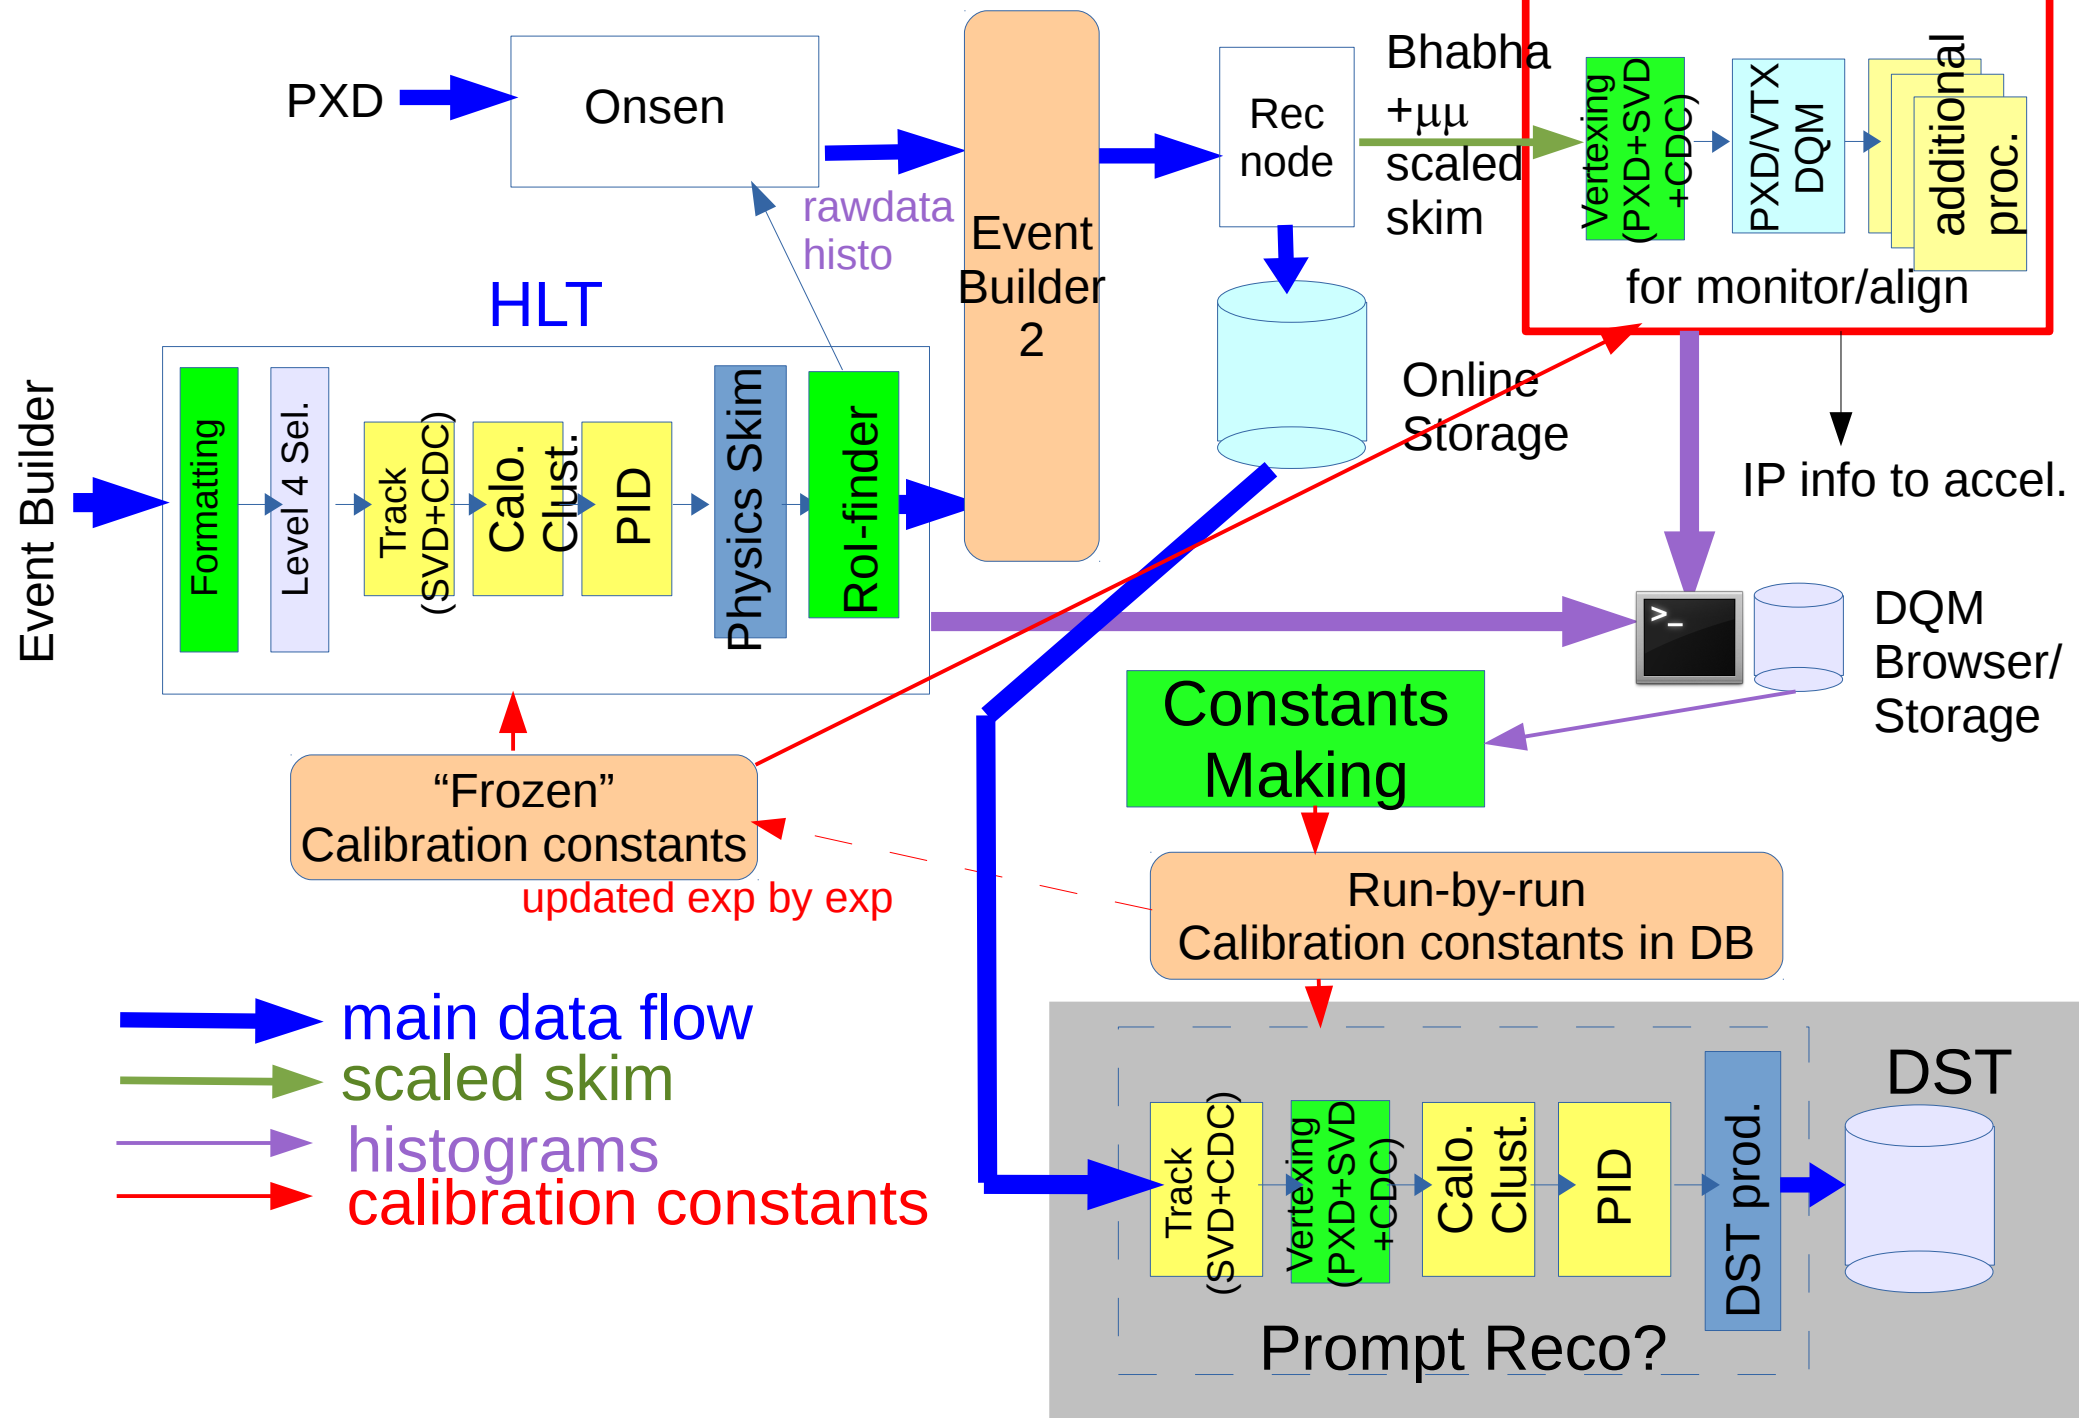 PXD
Onsen
rawdata
histo
HLT
Event Builder
Formatting
Level 4 Sel.
Track
(SVD+CDC)
Calo.
Clust.
PID
Physics Skim
RoI-finder
Event
Builder
2
Rec
node
Bhabha
+μμ
scaled
skim
Vertexing
(PXD+SVD
+CDC)
PXD/VTX
DQM
additional
proc.
for monitor/align
Online
Storage
IP info to accel.
>_
DQM
Browser/
Storage
Constants
Making
“Frozen”
Calibration constants
updated exp by exp
Run-by-run
Calibration constants in DB
main data flow
scaled skim
histograms
calibration constants
Track
(SVD+CDC)
Vertexing
(PXD+SVD
+CDC)
Calo.
Clust.
PID
DST prod.
DST
Prompt Reco?